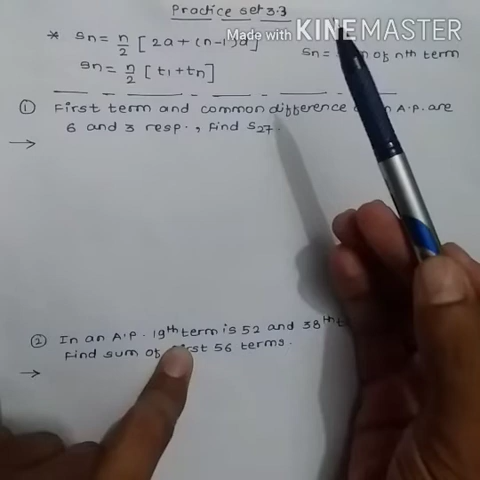 Practice set 3.3
Made with KINEMASTER
* Sn = n/2 [ 2a + (n-1) d ]
Sn = of nth term
Sn = n/2 [ t1 + tn ]
① First term and common difference A.P. are
6 and 3 resp., find S27.
→
② In an A.P. 19th term is 52 and 38th
Find sum of first 56 terms.
→